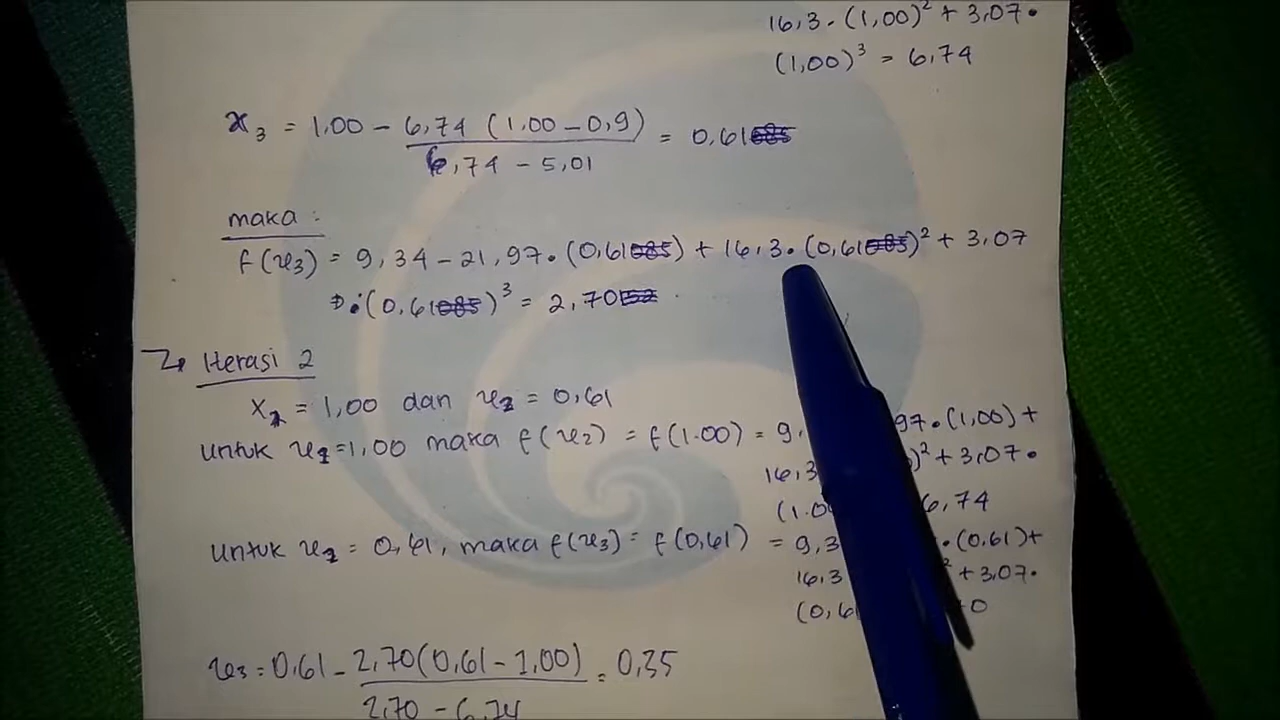 16,3 . (1,00)² + 3,07 .
(1,00)³ = 6,74
x₃ = 1,00 - 6,74 (1,00 - 0,9) = 0,61
6,74 - 5,01
maka :
f(x₃) = 9,34 - 21,97 . (0,61) + 16,3 . (0,61)² + 3,07
. (0,61)³ = 2,70
Iterasi 2
x₂ = 1,00 dan x₃ = 0,61
untuk x₂ = 1,00 maka f(x₂) = f(1.00) = 9, 97 . (1,00) +
16,3 )² + 3,07 .
(1.0 6,74
untuk x₃ = 0,61, maka f(x₃) = f(0,61) = 9,3 . (0,61) +
16,3 ² + 3,07 .
(0,6 0
x₃ = 0,61 - 2,70 (0,61 - 1,00) = 0,35
2,70 - 6,74